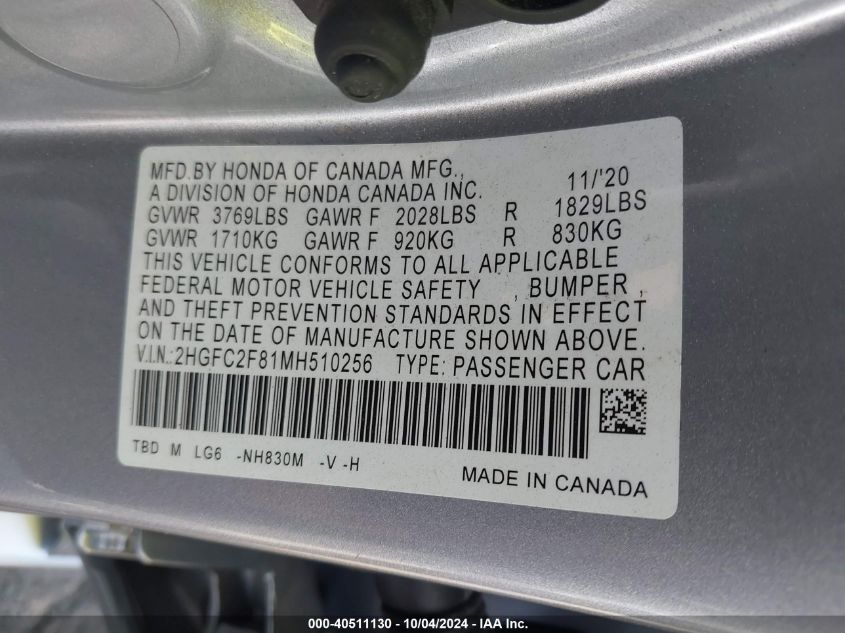 MFD.BY HONDA OF CANADA MFG., 11/'20
A DIVISION OF HONDA CANADA INC.
GVWR 3769LBS GAWR F 2028LBS R 1829LBS
GVWR 1710KG GAWR F 920KG R 830KG
THIS VEHICLE CONFORMS TO ALL APPLICABLE
FEDERAL MOTOR VEHICLE SAFETY , BUMPER ,
AND THEFT PREVENTION STANDARDS IN EFFECT
ON THE DATE OF MANUFACTURE SHOWN ABOVE.
V.I.N.:2HGFC2F81MH510256 TYPE: PASSENGER CAR
TBD M LG6 -NH830M -V -H
MADE IN CANADA
000-40511130 - 10/04/2024 - IAA Inc.